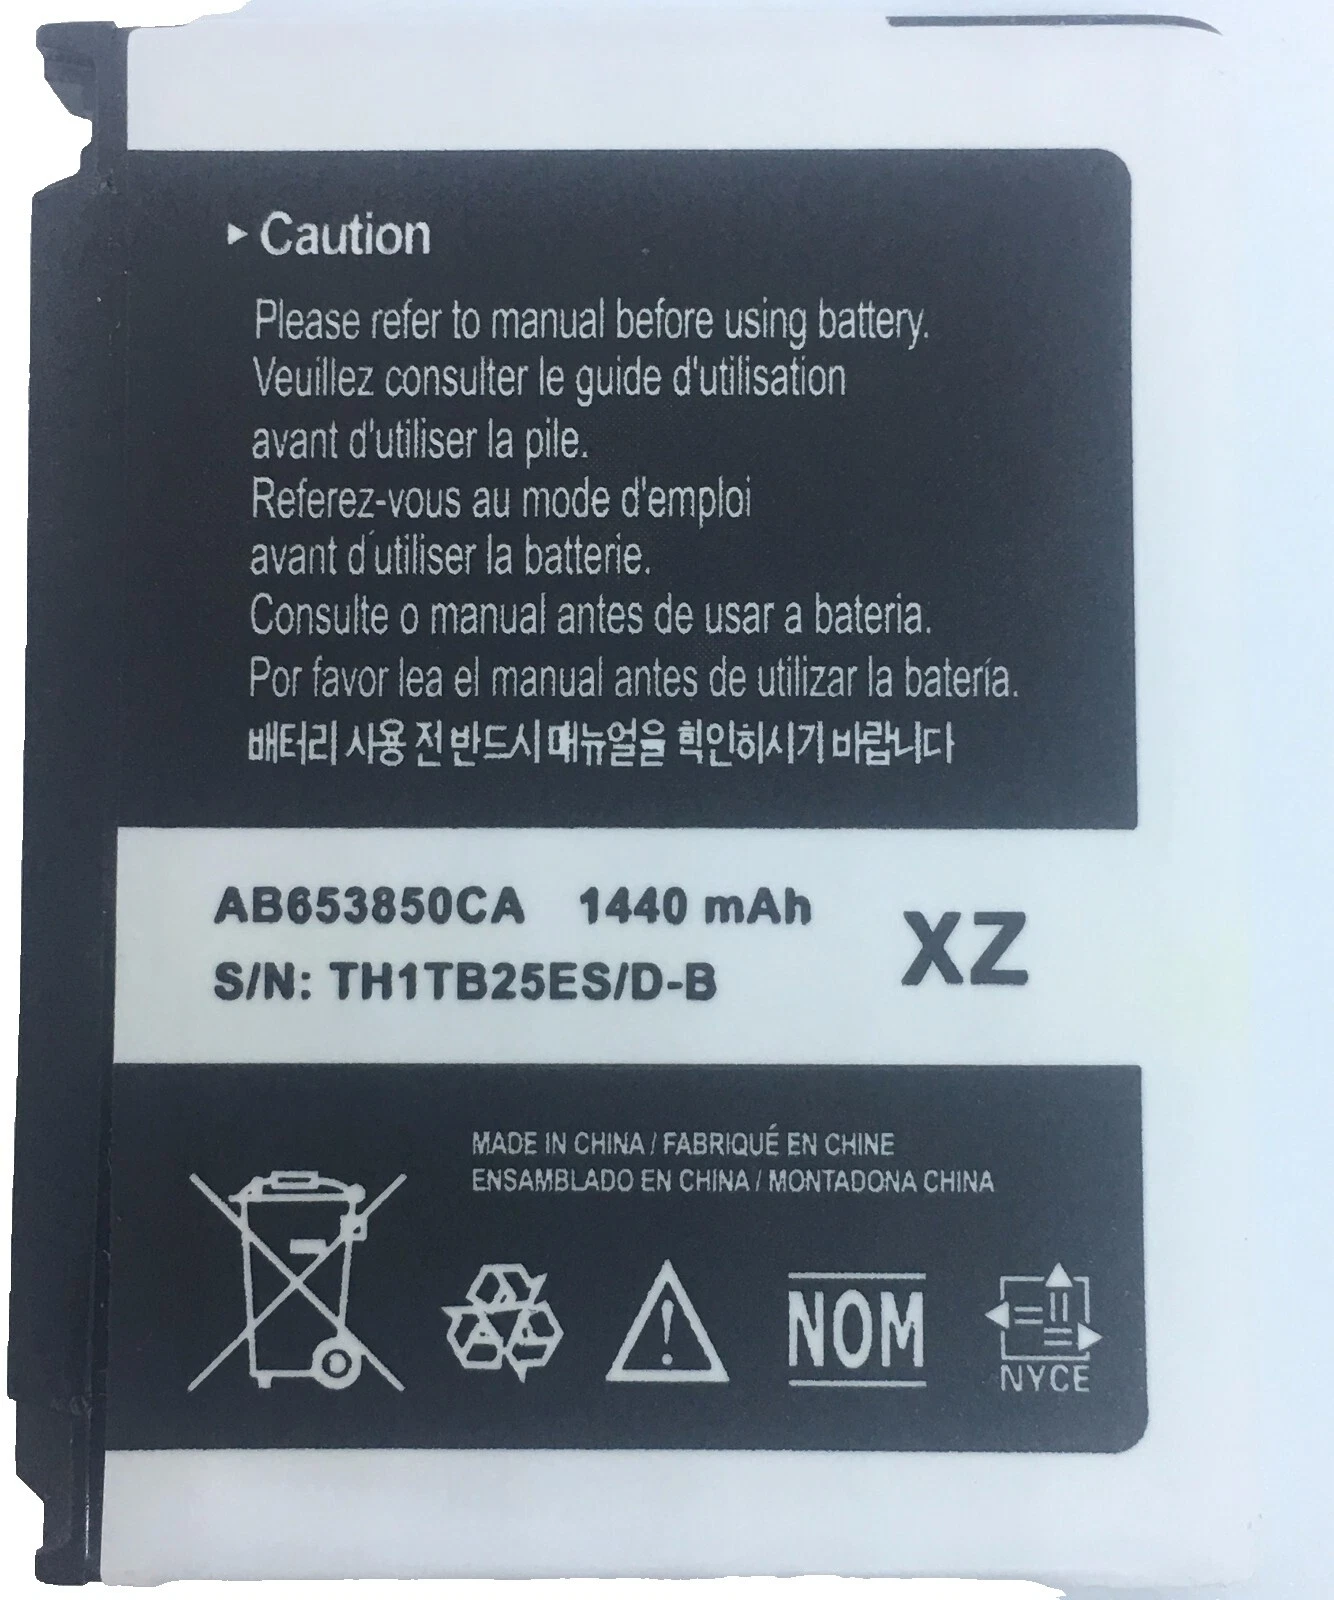 Caution
Please refer to manual before using battery.
Veuillez consulter le guide d'utilisation
avant d'utiliser la pile.
Referez-vous au mode d'emploi
avant d'utiliser la batterie.
Consulte o manual antes de usar a bateria.
Por favor lea el manual antes de utilizar la batería.
배터리 사용 전 반드시 매뉴얼을 확인하시기 바랍니다
AB653850CA 1440 mAh
S/N: TH1TB25ES/D-B
XZ
MADE IN CHINA / FABRIQUÉ EN CHINE
ENSAMBLADO EN CHINA / MONTADONA CHINA
NOM
NYCE